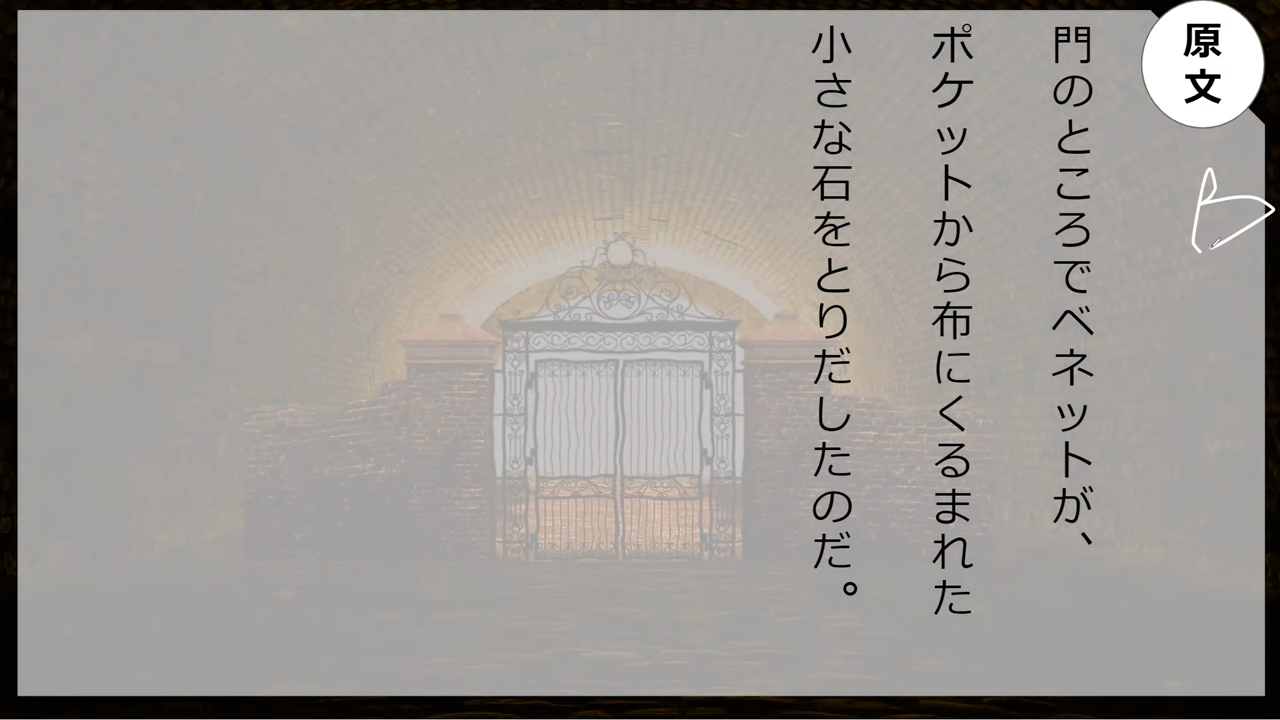 原文
門のところでベネットが、
ポケットから布にくるまれた
小さな石をとりだしたのだ。